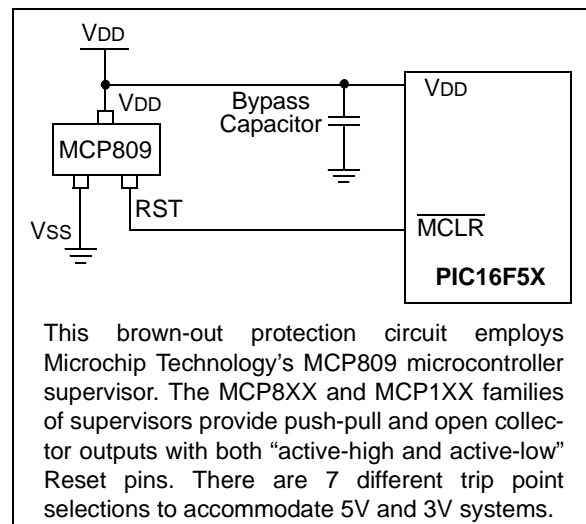 VDD
VDD
VDD
Bypass
Capacitor
MCP809
RST
VSS
MCLR
PIC16F5X
This brown-out protection circuit employs
Microchip Technology's MCP809 microcontroller
supervisor. The MCP8XX and MCP1XX families
of supervisors provide push-pull and open collec-
tor outputs with both “active-high and active-low”
Reset pins. There are 7 different trip point
selections to accommodate 5V and 3V systems.